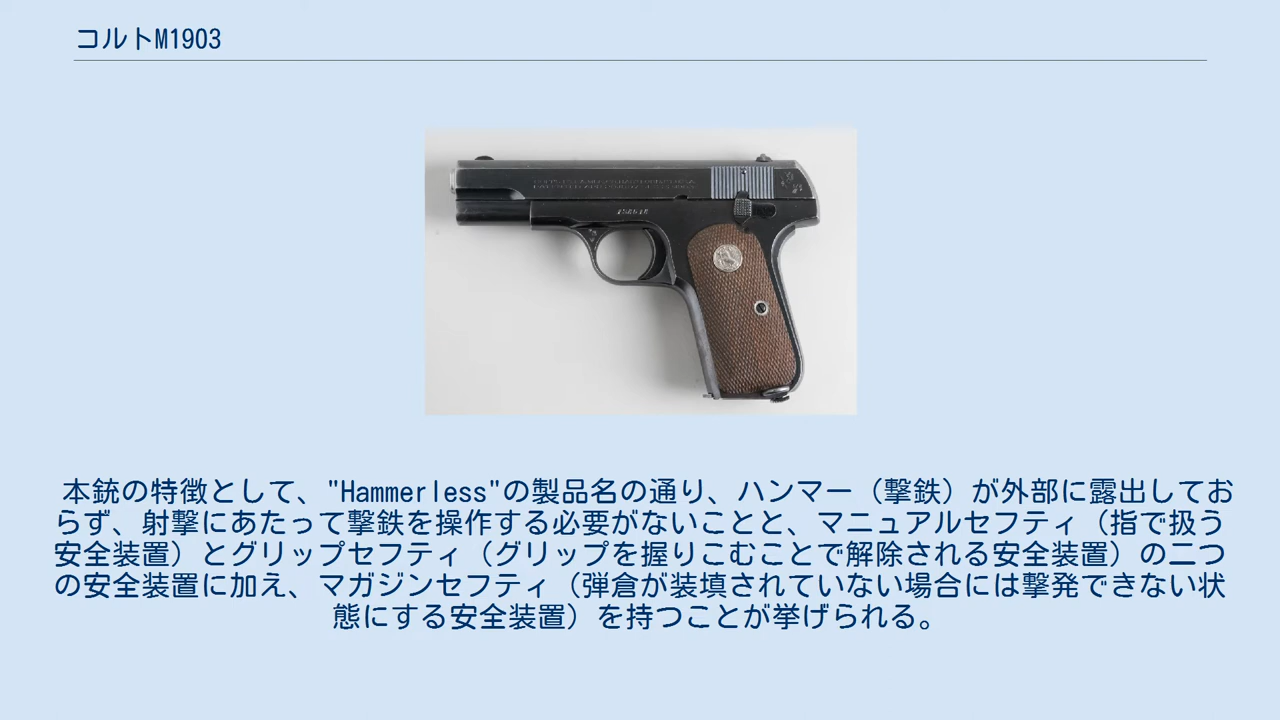 コルトM1903
本銃の特徴として、"Hammerless"の製品名の通り、ハンマー（撃鉄）が外部に露出してお
らず、射撃にあたって撃鉄を操作する必要がないことと、マニュアルセフティ（指で扱う
安全装置）とグリップセフティ（グリップを握りこむことで解除される安全装置）の二つ
の安全装置に加え、マガジンセフティ（弾倉が装填されていない場合には撃発できない状
態にする安全装置）を持つことが挙げられる。